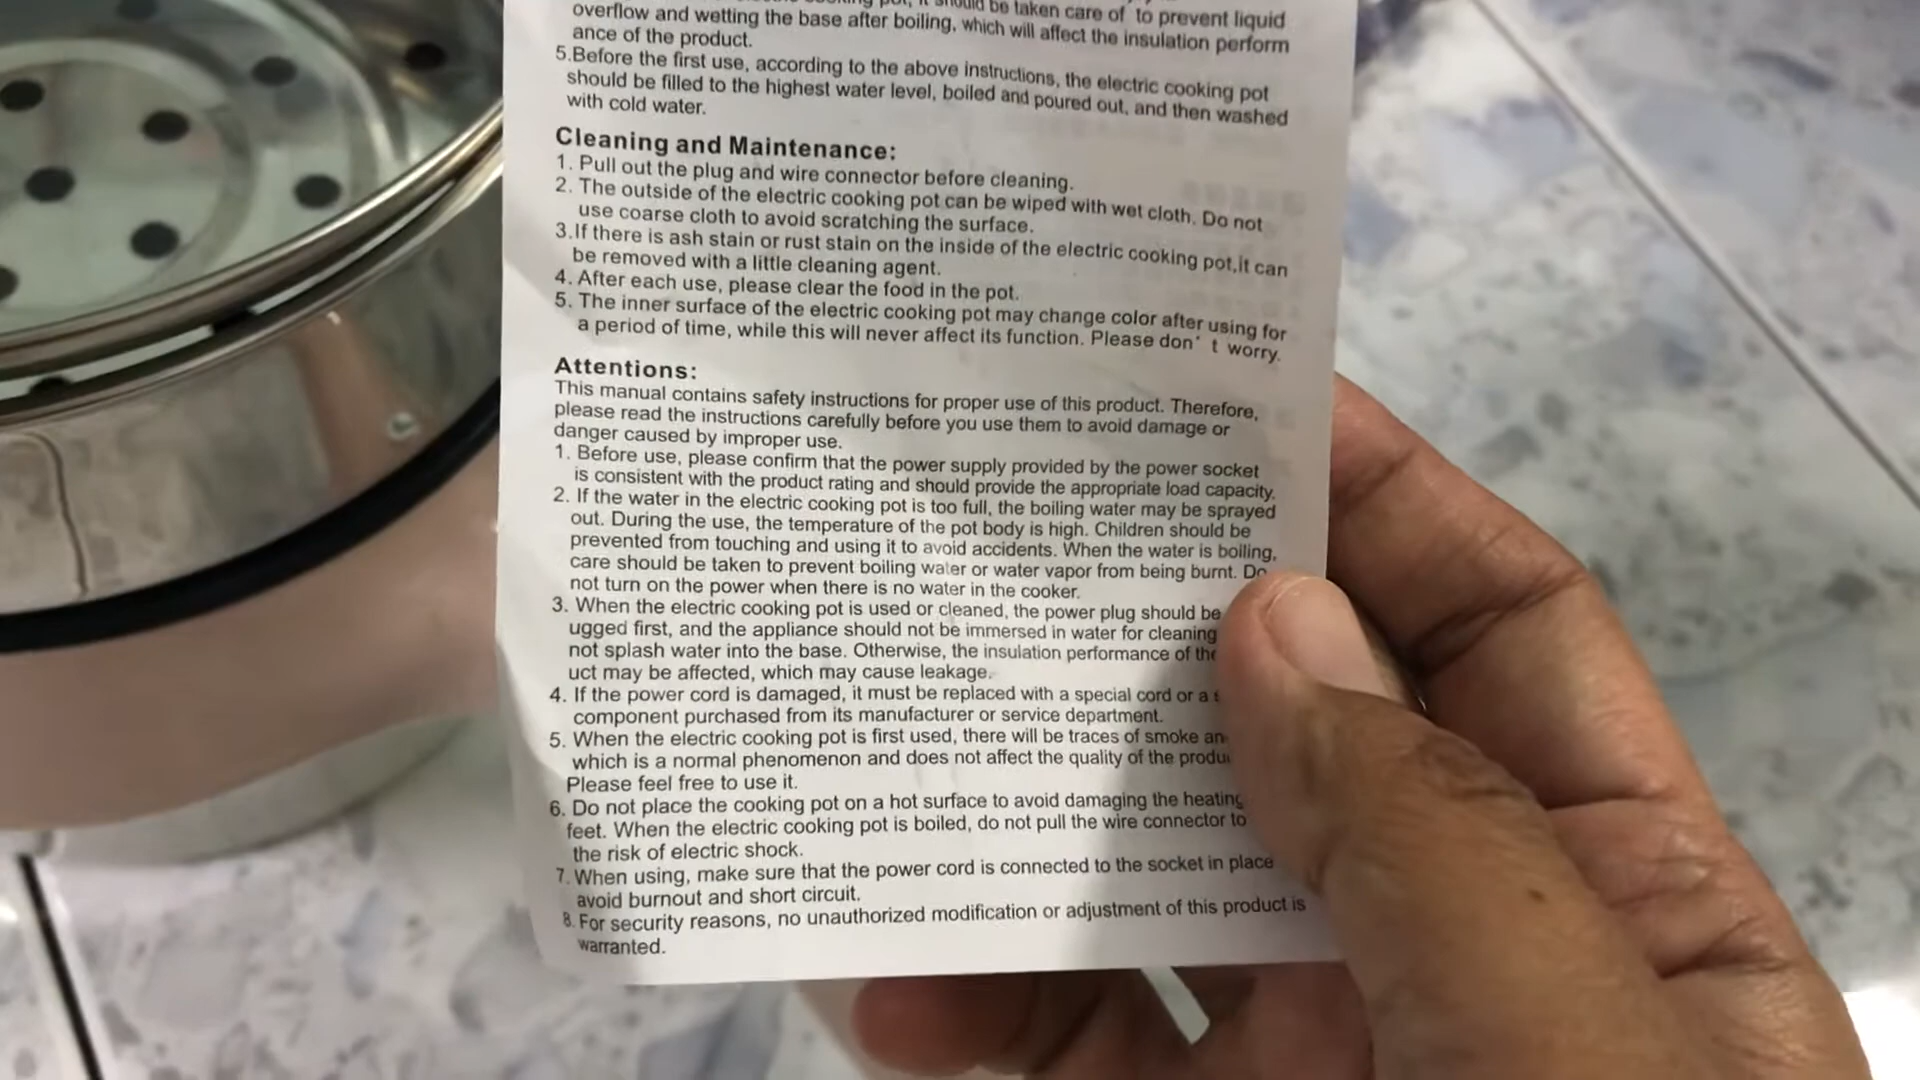 cooking pot, it should be taken care of to prevent liquid
overflow and wetting the base after boiling, which will affect the insulation perform
ance of the product.
5.Before the first use, according to the above instructions, the electric cooking pot
should be filled to the highest water level, boiled and poured out, and then washed
with cold water.
Cleaning and Maintenance:
1. Pull out the plug and wire connector before cleaning.
2. The outside of the electric cooking pot can be wiped with wet cloth. Do not
use coarse cloth to avoid scratching the surface.
3.If there is ash stain or rust stain on the inside of the electric cooking pot,it can
be removed with a little cleaning agent.
4. After each use, please clear the food in the pot.
5. The inner surface of the electric cooking pot may change color after using for
a period of time, while this will never affect its function. Please don' t worry.
Attentions:
This manual contains safety instructions for proper use of this product. Therefore,
please read the instructions carefully before you use them to avoid damage or
danger caused by improper use.
1. Before use, please confirm that the power supply provided by the power socket
is consistent with the product rating and should provide the appropriate load capacity.
2. If the water in the electric cooking pot is too full, the boiling water may be sprayed
out. During the use, the temperature of the pot body is high. Children should be
prevented from touching and using it to avoid accidents. When the water is boiling,
care should be taken to prevent boiling water or water vapor from being burnt. Do
not turn on the power when there is no water in the cooker.
3. When the electric cooking pot is used or cleaned, the power plug should be
ugged first, and the appliance should not be immersed in water for cleaning
not splash water into the base. Otherwise, the insulation performance of the
uct may be affected, which may cause leakage.
4. If the power cord is damaged, it must be replaced with a special cord or a
component purchased from its manufacturer or service department.
5. When the electric cooking pot is first used, there will be traces of smoke an
which is a normal phenomenon and does not affect the quality of the produ
Please feel free to use it.
6. Do not place the cooking pot on a hot surface to avoid damaging the heating
feet. When the electric cooking pot is boiled, do not pull the wire connector to
the risk of electric shock.
7. When using, make sure that the power cord is connected to the socket in place
avoid burnout and short circuit.
8. For security reasons, no unauthorized modification or adjustment of this product is
warranted.